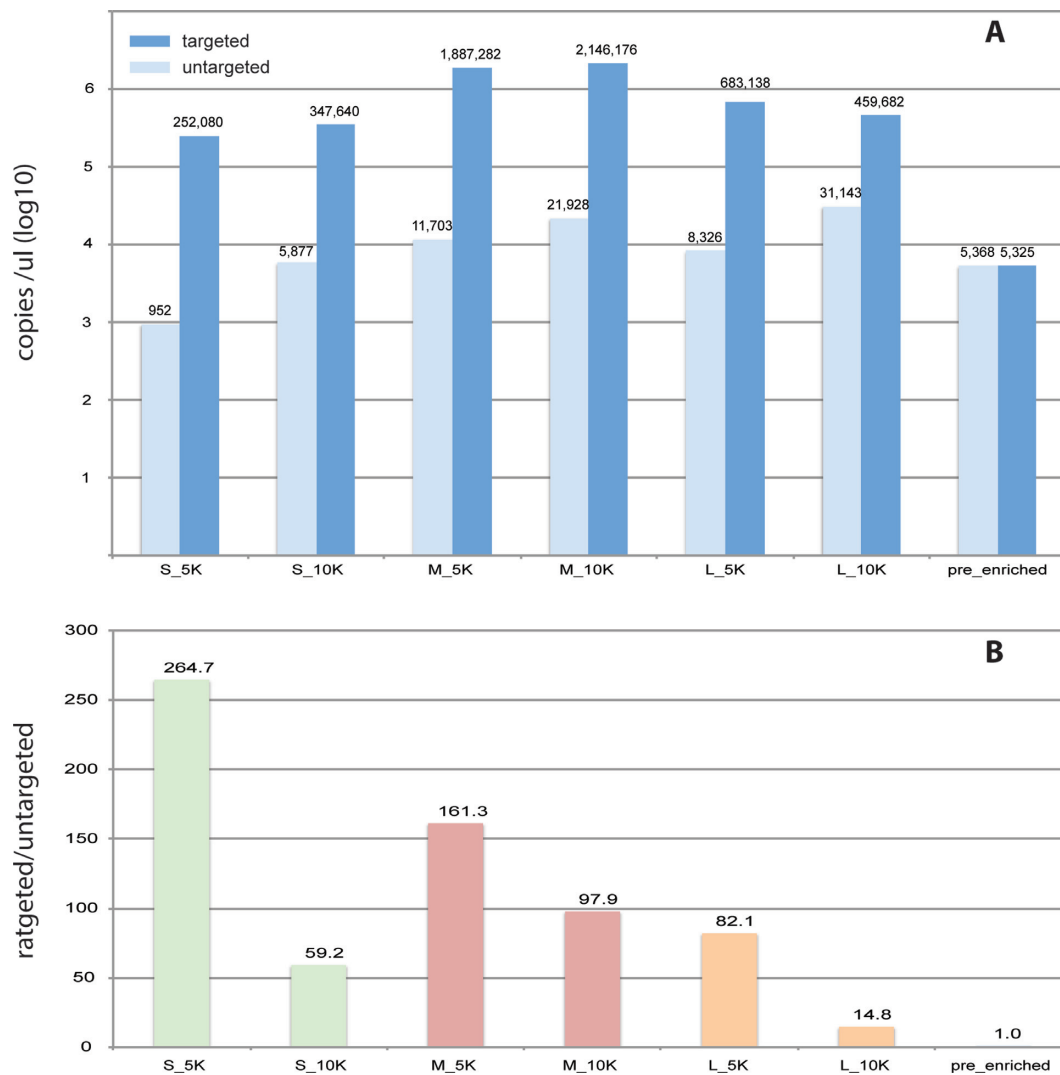 A
targeted
untargeted
copies /ul (log10)
6
5
4
3
2
1
952
252,080
5,877
347,640
11,703
1,887,282
21,928
2,146,176
8,326
683,138
31,143
459,682
5,368
5,325
S_5K
S_10K
M_5K
M_10K
L_5K
L_10K
pre_enriched
B
ratgeted/untargeted
300
250
200
150
100
50
0
264.7
59.2
161.3
97.9
82.1
14.8
1.0
S_5K
S_10K
M_5K
M_10K
L_5K
L_10K
pre_enriched